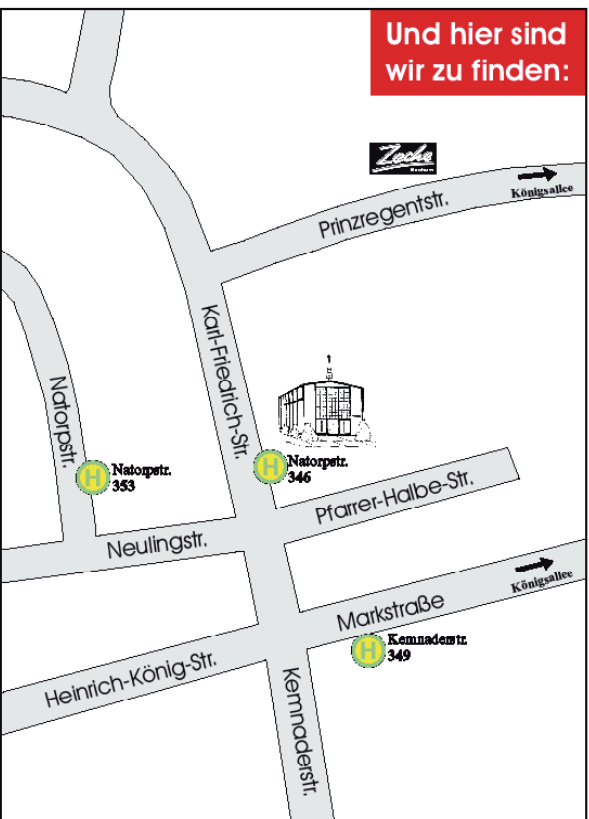 Und hier sind
wir zu finden:
Zeche
Bochum
Königsallee
Prinzregentstr.
Karl-Friedrich-Str.
Natorpstr.
Natorpstr.
353
H
Natorpstr.
346
H
Pfarrer-Halbe-Str.
Neulingstr.
Königsallee
Markstraße
Kemnaderstr.
349
H
Heinrich-König-Str.
Kemnaderstr.